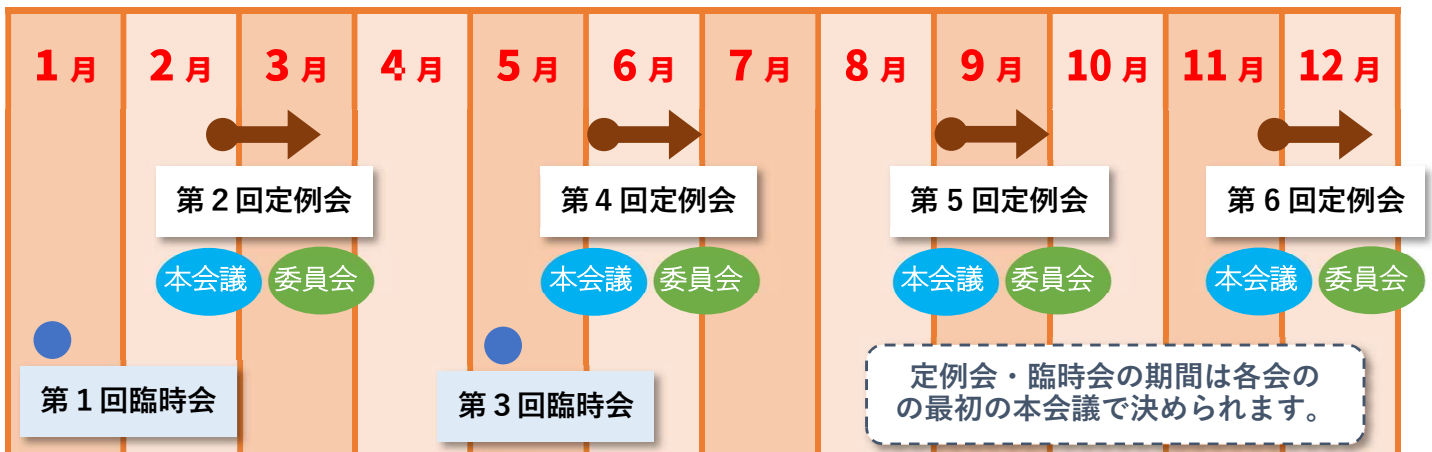 1月 2月 3月 4月 5月 6月 7月 8月 9月 10月 11月 12月
第2回定例会 第4回定例会 第5回定例会 第6回定例会
本会議 委員会 本会議 委員会 本会議 委員会 本会議 委員会
第1回臨時会 第3回臨時会
定例会・臨時会の期間は各会の
の最初の本会議で決められます。